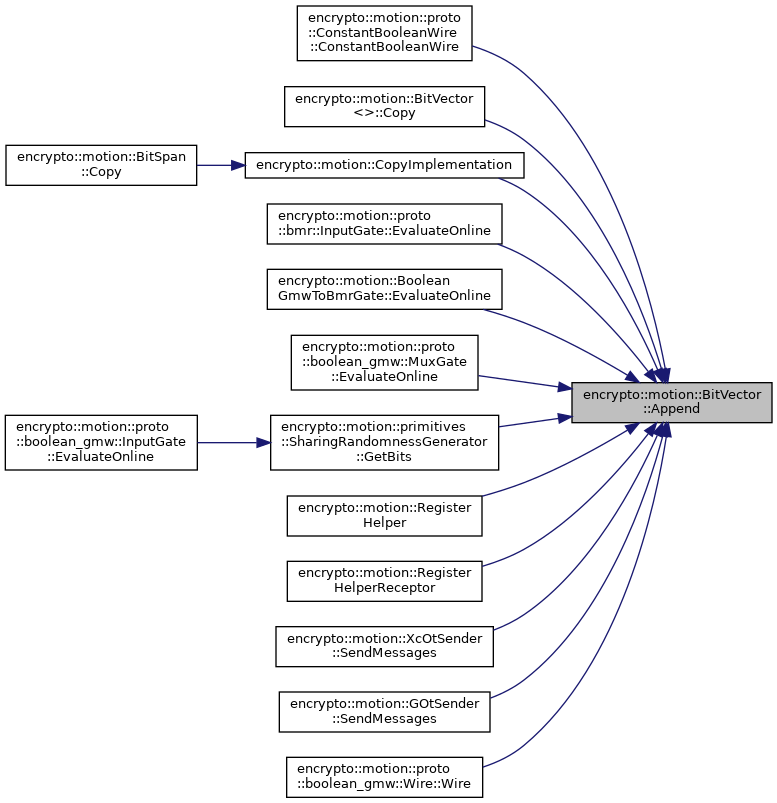 encrypto::motion::proto
::ConstantBooleanWire
::ConstantBooleanWire
encrypto::motion::BitVector
<>::Copy
encrypto::motion::BitSpan
::Copy
encrypto::motion::CopyImplementation
encrypto::motion::proto
::bmr::InputGate::EvaluateOnline
encrypto::motion::Boolean
GmwToBmrGate::EvaluateOnline
encrypto::motion::proto
::boolean_gmw::MuxGate
::EvaluateOnline
encrypto::motion::BitVector
::Append
encrypto::motion::proto
::boolean_gmw::InputGate
::EvaluateOnline
encrypto::motion::primitives
::SharingRandomnessGenerator
::GetBits
encrypto::motion::Register
Helper
encrypto::motion::Register
HelperReceptor
encrypto::motion::XcOtSender
::SendMessages
encrypto::motion::GOtSender
::SendMessages
encrypto::motion::proto
::boolean_gmw::Wire::Wire